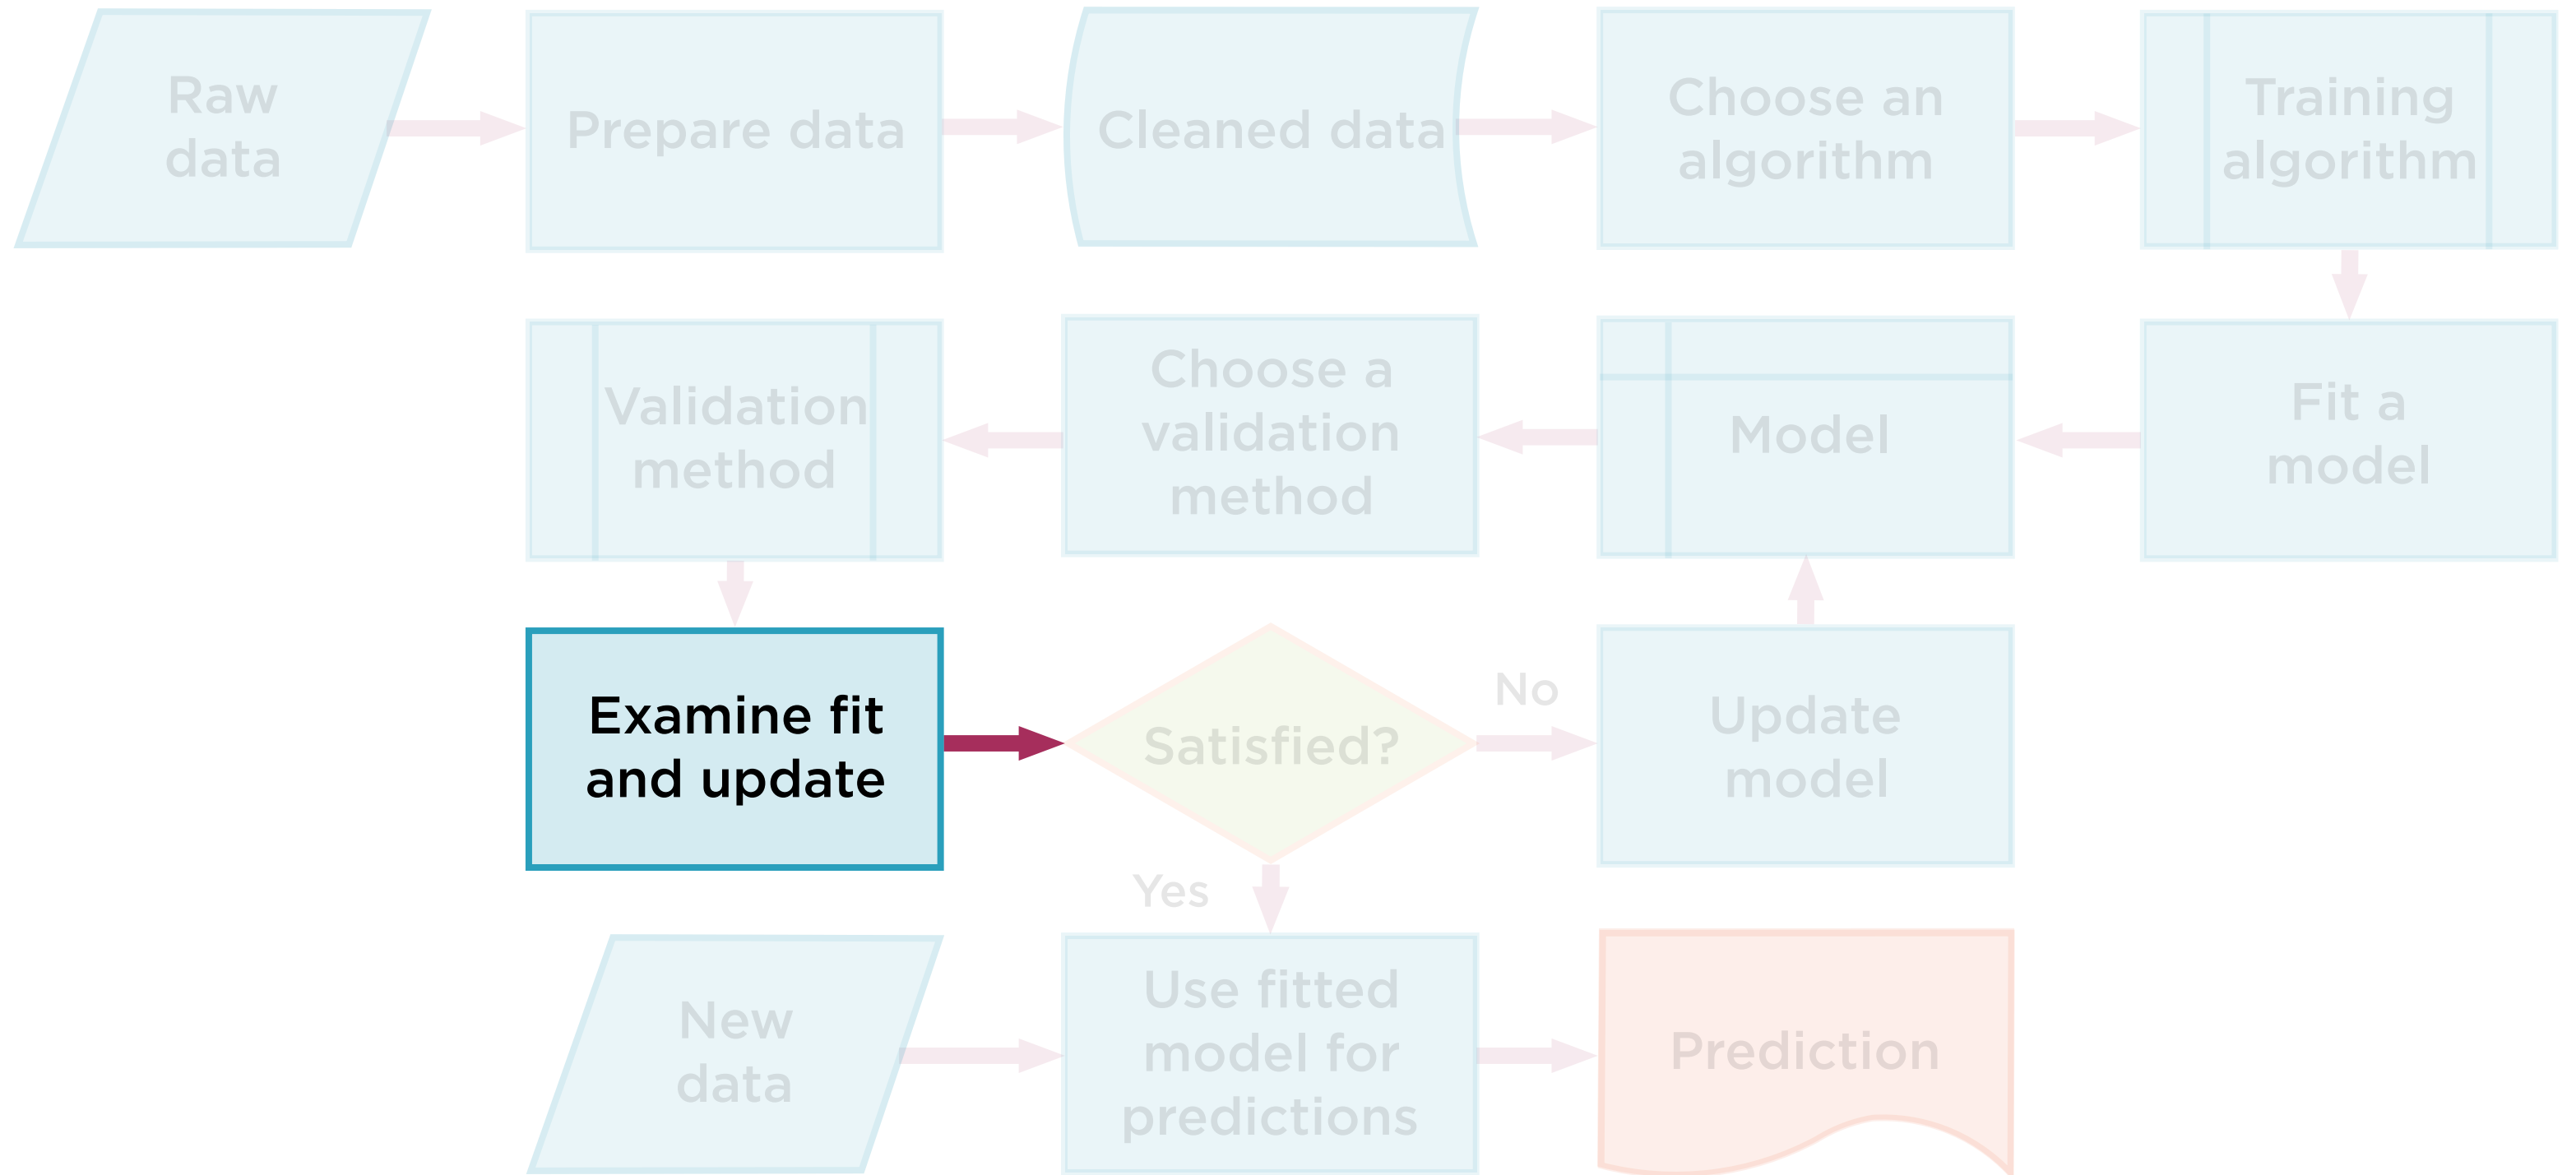 Raw
data
Prepare data
Cleaned data
Choose an
algorithm
Training
algorithm
Validation
method
Choose a
validation
method
Model
Fit a
model
Examine fit
and update
Satisfied?
No
Update
model
Yes
New
data
Use fitted
model for
predictions
Prediction